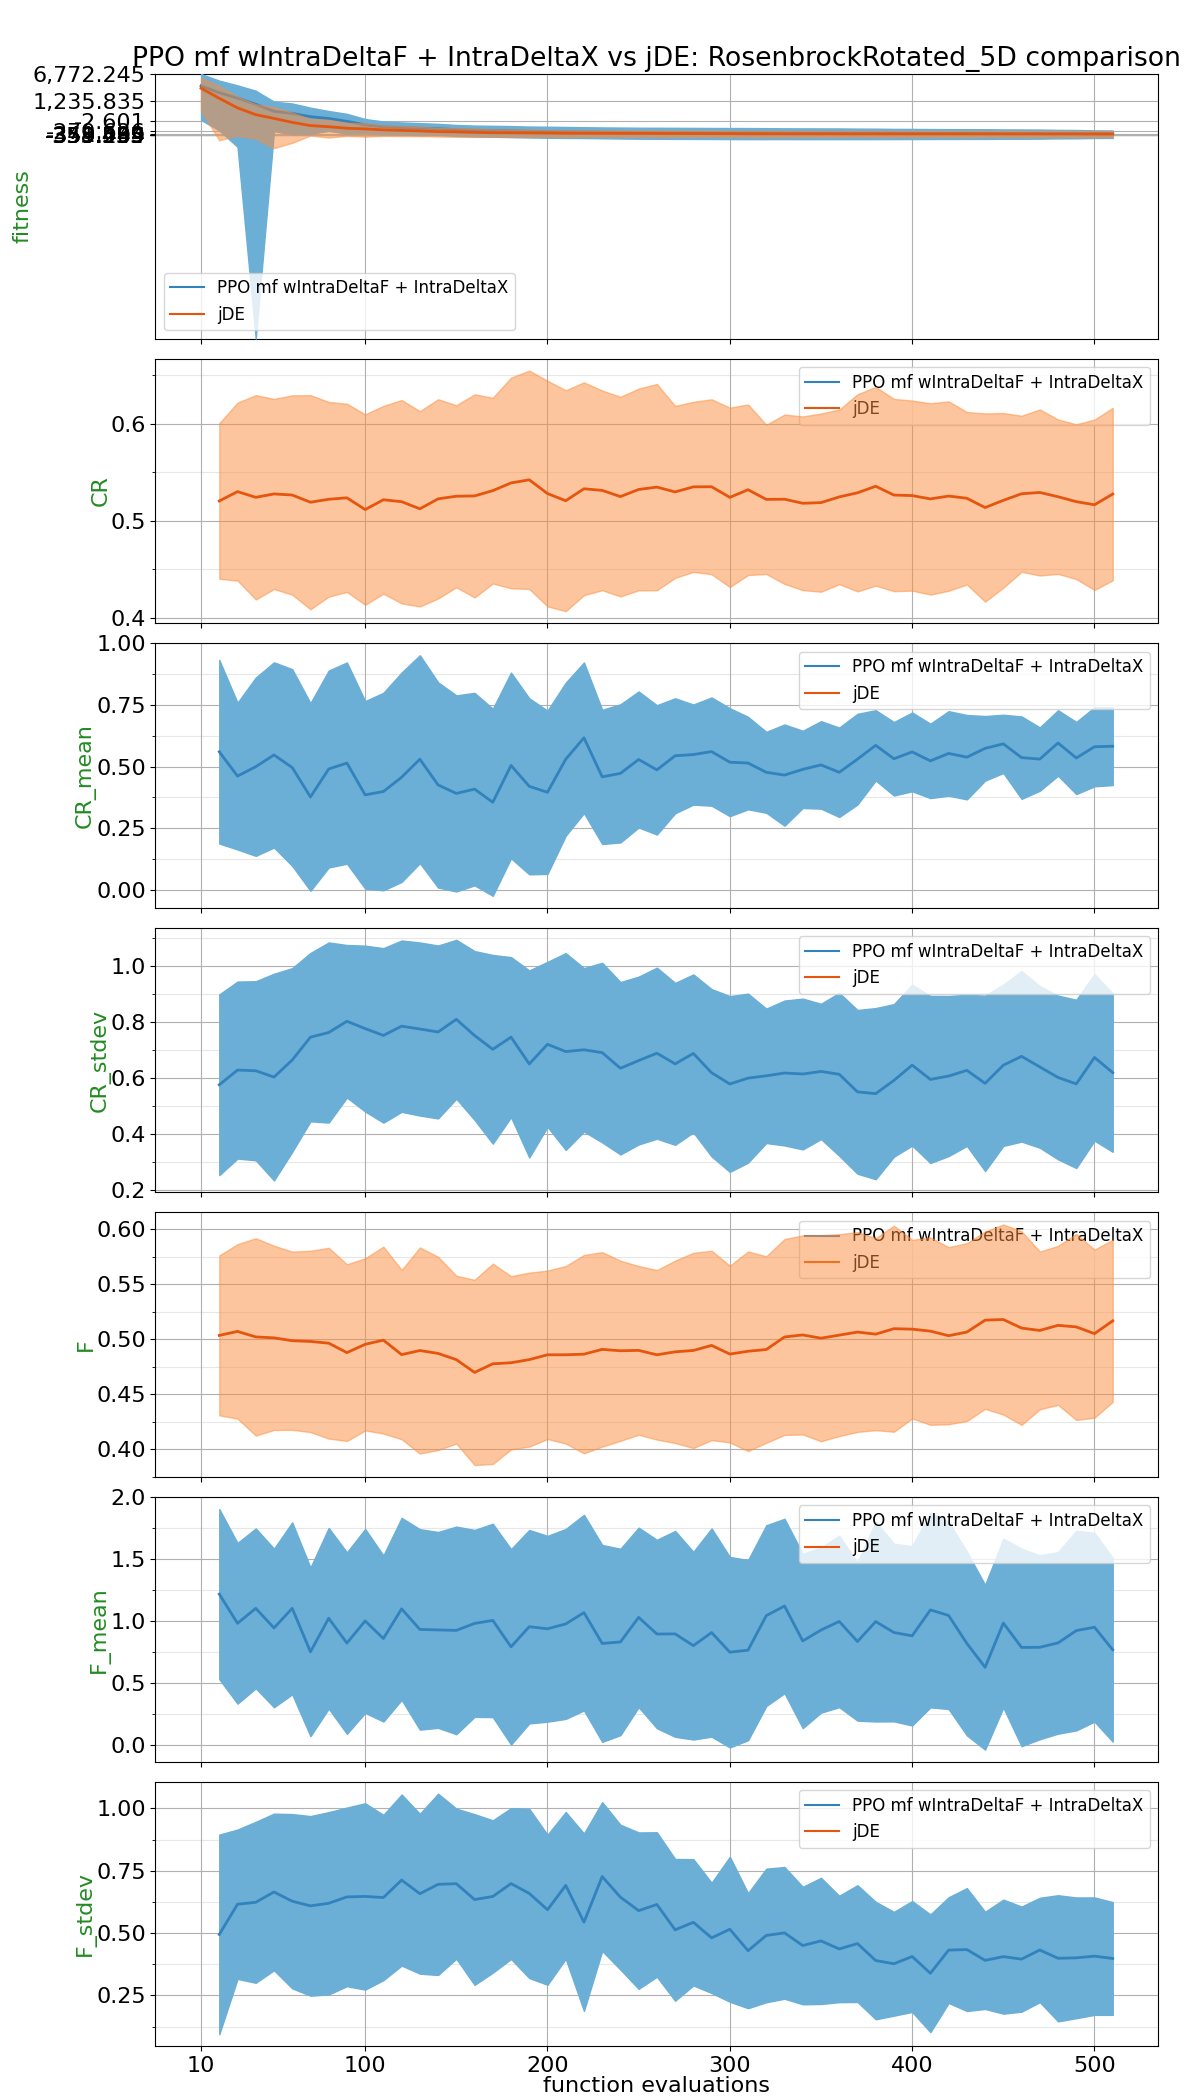 PPO mf wIntraDeltaF + IntraDeltaX vs jDE: RosenbrockRotated_5D comparison
6,772.245
1,235.835
-2.601
fitness
PPO mf wIntraDeltaF + IntraDeltaX
jDE
PPO mf wIntraDeltaF + IntraDeltaX
jDE
0.6
0.5
0.4
CR
PPO mf wIntraDeltaF + IntraDeltaX
jDE
1.00
0.75
0.50
0.25
0.00
CR_mean
PPO mf wIntraDeltaF + IntraDeltaX
jDE
1.0
0.8
0.6
0.4
0.2
CR_stdev
PPO mf wIntraDeltaF + IntraDeltaX
jDE
0.60
0.55
0.50
0.45
0.40
F
PPO mf wIntraDeltaF + IntraDeltaX
jDE
2.0
1.5
1.0
0.5
0.0
F_mean
PPO mf wIntraDeltaF + IntraDeltaX
jDE
1.00
0.75
0.50
0.25
F_stdev
10 100 200 300 400 500
function evaluations